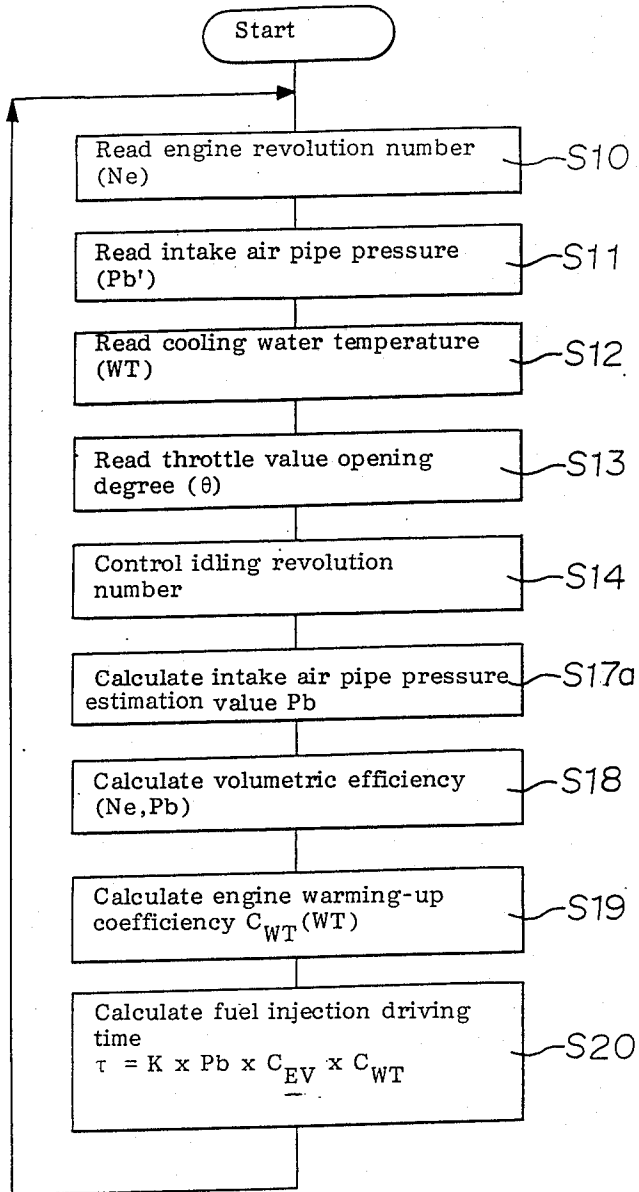 Start
Read engine revolution number
(Ne)
S10
Read intake air pipe pressure
(Pb')
S11
Read cooling water temperature
(WT)
S12
Read throttle value opening
degree (θ)
S13
Control idling revolution
number
S14
Calculate intake air pipe pressure
estimation value Pb
S17a
Calculate volumetric efficiency
(Ne,Pb)
S18
Calculate engine warming-up
coefficiency C_WT (WT)
S19
Calculate fuel injection driving
time
τ = K x Pb x C_EV x C_WT
S20